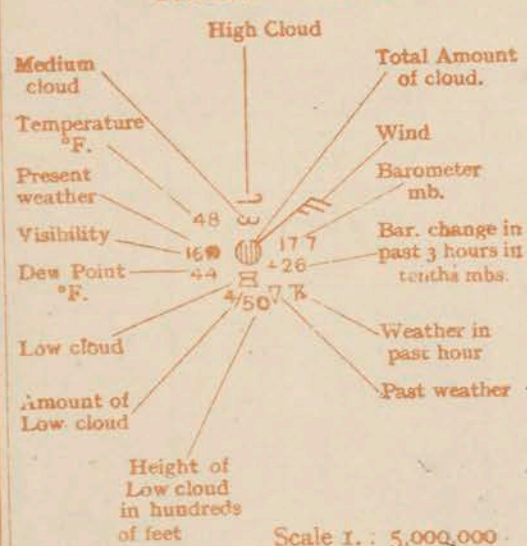 High Cloud
Medium
cloud
Total Amount
of cloud.
Temperature
°F.
Wind
Present
weather
Barometer
mb.
48
Visibility
16
177
Bar. change in
past 3 hours in
tenths mbs.
Dew Point
°F.
44
+26
4/50
Low cloud
Weather in
past hour
Amount of
Low cloud
Past weather
Height of
Low cloud
in hundreds
of feet
Scale 1. : 5,000,000